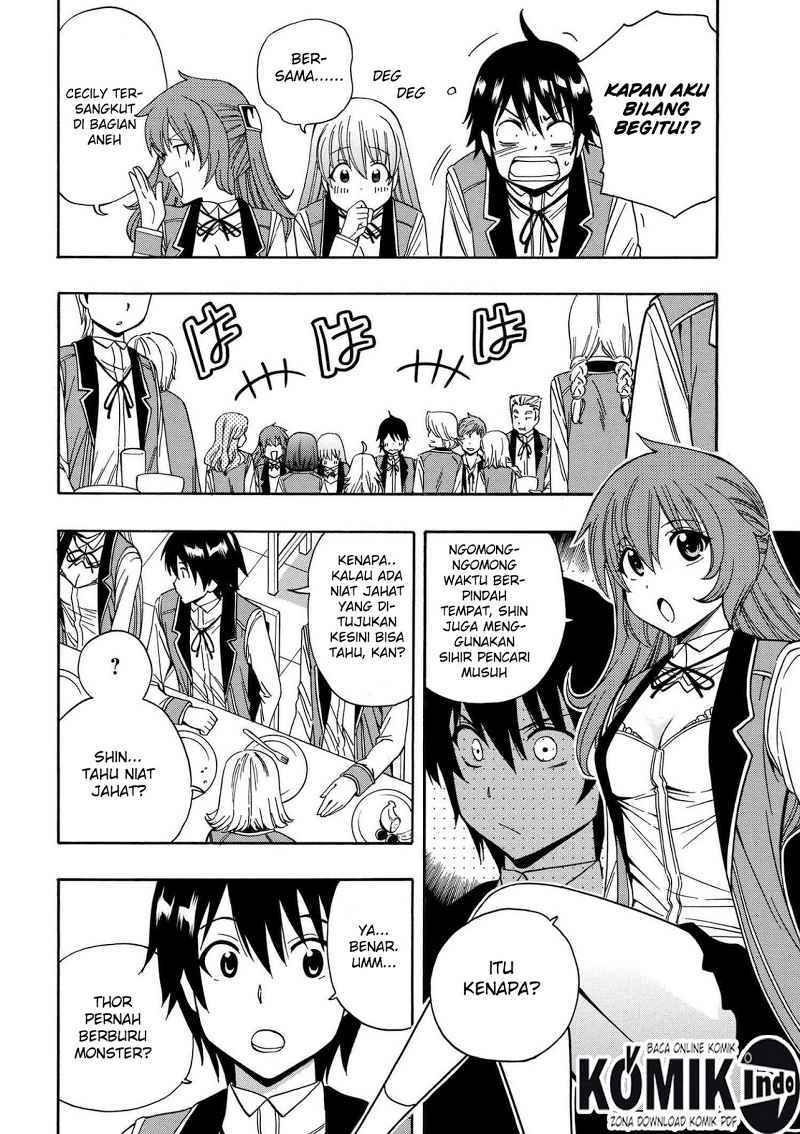 KAPAN AKU
BILANG
BEGITU!?
DEG
DEG
BER-
SAMA......
CECILY TER-
SANGKUT
DI BAGIAN
ANEH
は
は
は
は
NGOMONG-
NGOMONG
WAKTU BER-
PINDAH
TEMPAT, SHIN
JUGA MENG-
GUNAKAN
SIHIR PENCARI
MUSUH
ITU
KENAPA?
KENAPA..
KALAU ADA
NIAT JAHAT
YANG DI-
TUJUKAN
KESINI BISA
TAHU, KAN?
?
SHIN...
TAHU NIAT
JAHAT?
YA...
BENAR.
UMM...
THOR
PERNAH
BERBURU
MONSTER?
BACA ONLINE KOMIK
KOMIK Indo
ZONA DOWNLOAD KOMIK PDF